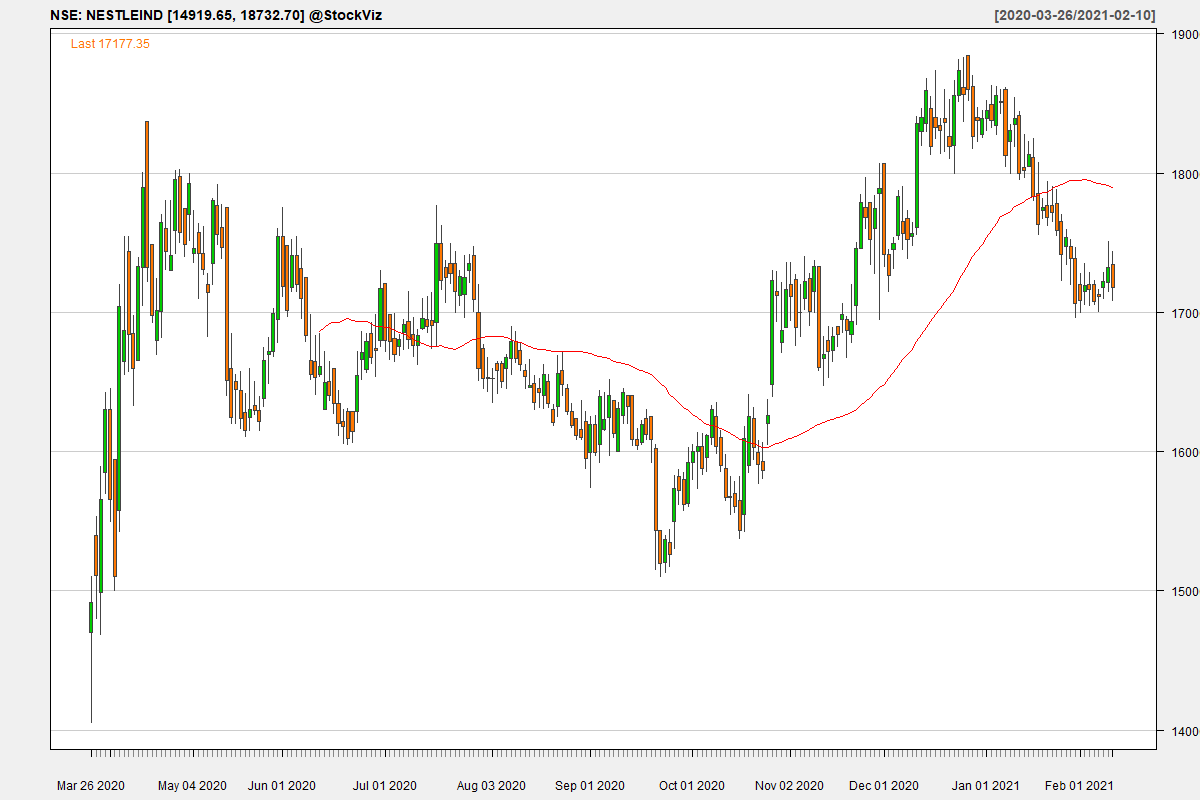 NSE: NESTLEIND [14919.65, 18732.70] @StockViz [2020-03-26/2021-02-10]
Last 17177.35
1900
1800
1700
1600
1500
1400
Mar 26 2020 May 04 2020 Jun 01 2020 Jul 01 2020 Aug 03 2020 Sep 01 2020 Oct 01 2020 Nov 02 2020 Dec 01 2020 Jan 01 2021 Feb 01 2021